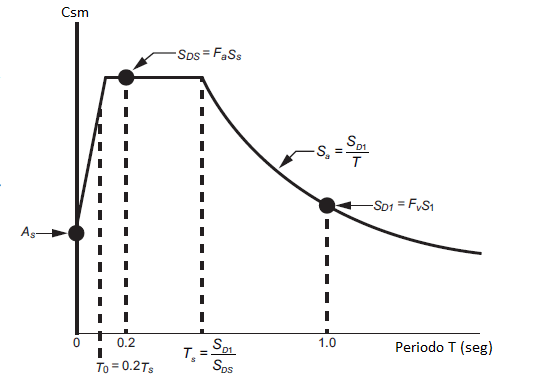 Csm
SDS = FaSs
Sa = SD1/T
As
SD1 = FvS1
0
0.2
1.0
Periodo T (seg)
Ts = SD1/SDS
T0 = 0.2Ts